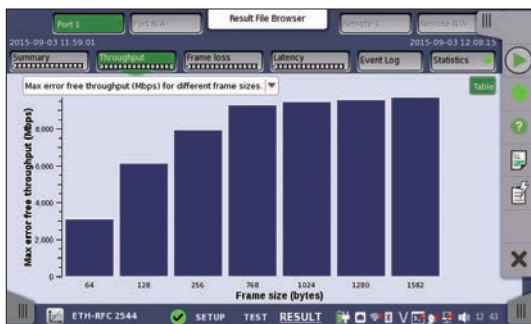 Port 1
Port N/A
Result File Browser
Remote 1
Remote N/A
2015-09-03 11:59:01
2015-09-03 12:08:15
Summary
Throughput
Frame loss
Latency
Event Log
Statistics
Max error free throughput (Mbps) for different frame sizes.
Table
Max error free throughput (Mbps)
8.000
6.000
4.000
2.000
0.000
64
128
256
768
1024
1280
1582
Frame size (bytes)
ETH-RFC 2544
SETUP
TEST
RESULT
12 43